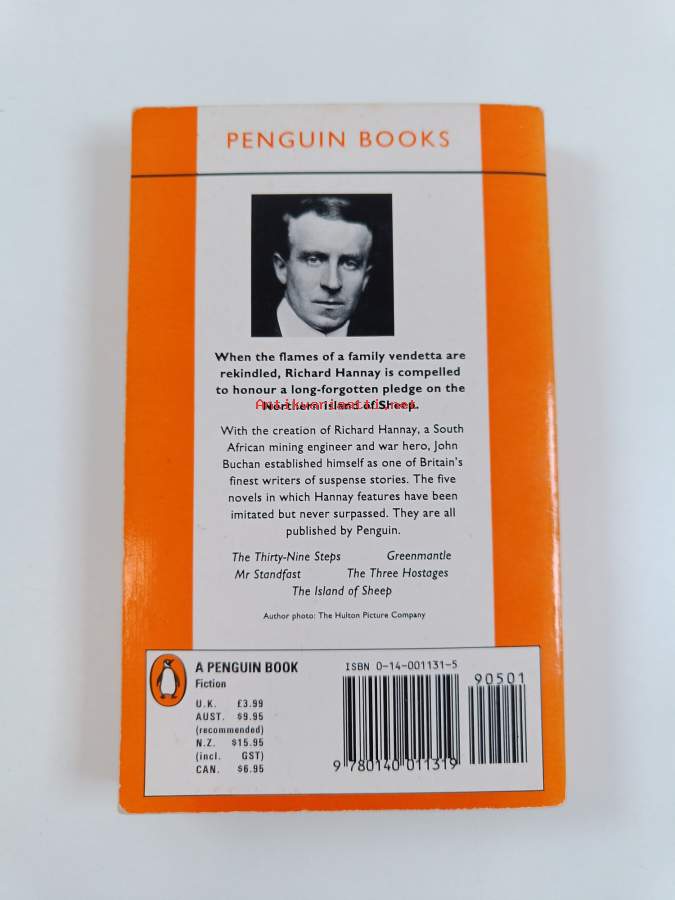 PENGUIN BOOKS
When the flames of a family vendetta are
rekindled, Richard Hannay is compelled
to honour a long-forgotten pledge on the
Northern island of Sheep.
Antikvariaatti.net
With the creation of Richard Hannay, a South
African mining engineer and war hero, John
Buchan established himself as one of Britain's
finest writers of suspense stories. The five
novels in which Hannay features have been
imitated but never surpassed. They are all
published by Penguin.
The Thirty-Nine Steps Greenmantle
Mr Standfast The Three Hostages
The Island of Sheep
Author photo: The Hulton Picture Company
A PENGUIN BOOK
Fiction
U.K. £3.99
AUST. $9.95
(recommended)
N.Z. $15.95
(incl. GST)
CAN. $6.95
ISBN 0-14-001131-5
90501
9 780140 011319